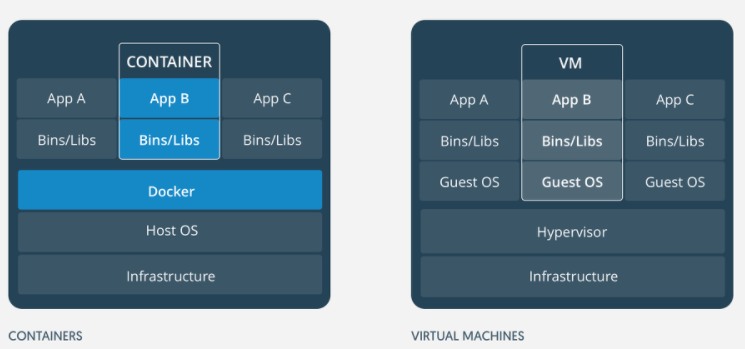 CONTAINER
App A App B App C
Bins/Libs Bins/Libs Bins/Libs
Docker
Host OS
Infrastructure
CONTAINERS
VM
App A App B App C
Bins/Libs Bins/Libs Bins/Libs
Guest OS Guest OS Guest OS
Hypervisor
Infrastructure
VIRTUAL MACHINES